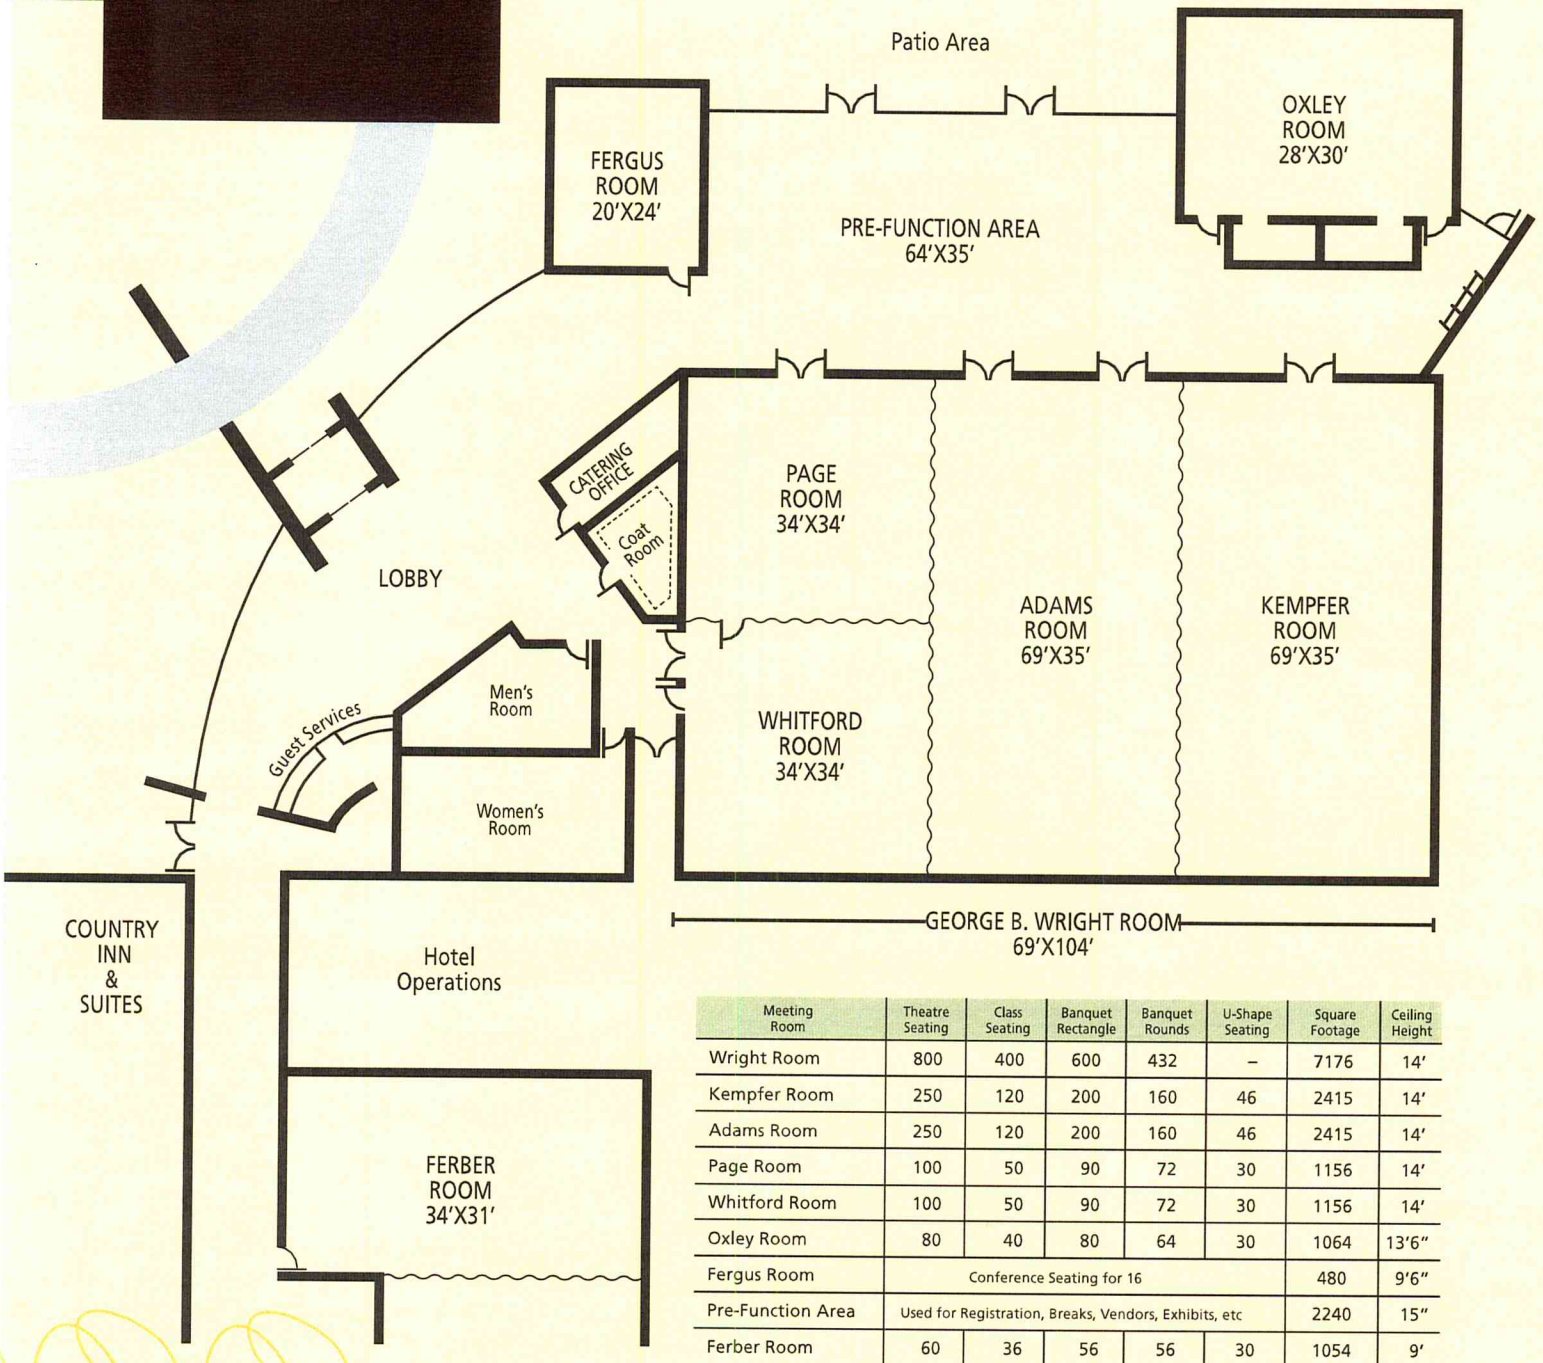 Patio Area
OXLEY
ROOM
28'X30'
FERGUS
ROOM
20'X24'
PRE-FUNCTION AREA
64'X35'
CATERING
OFFICE
Coat
Room
PAGE
ROOM
34'X34'
LOBBY
ADAMS
ROOM
69'X35'
KEMPFER
ROOM
69'X35'
Men's
Room
Guest Services
WHITFORD
ROOM
34'X34'
Women's
Room
COUNTRY
INN
&
SUITES
Hotel
Operations
GEORGE B. WRIGHT ROOM
69'X104'
FERBER
ROOM
34'X31'
Meeting Room Theatre Seating Class Seating Banquet Rectangle Banquet Rounds U-Shape Seating Square Footage Ceiling Height
Wright Room 800 400 600 432 – 7176 14'
Kempfer Room 250 120 200 160 46 2415 14'
Adams Room 250 120 200 160 46 2415 14'
Page Room 100 50 90 72 30 1156 14'
Whitford Room 100 50 90 72 30 1156 14'
Oxley Room 80 40 80 64 30 1064 13'6"
Fergus Room Conference Seating for 16 480 9'6"
Pre-Function Area Used for Registration, Breaks, Vendors, Exhibits, etc 2240 15"
Ferber Room 60 36 56 56 30 1054 9'